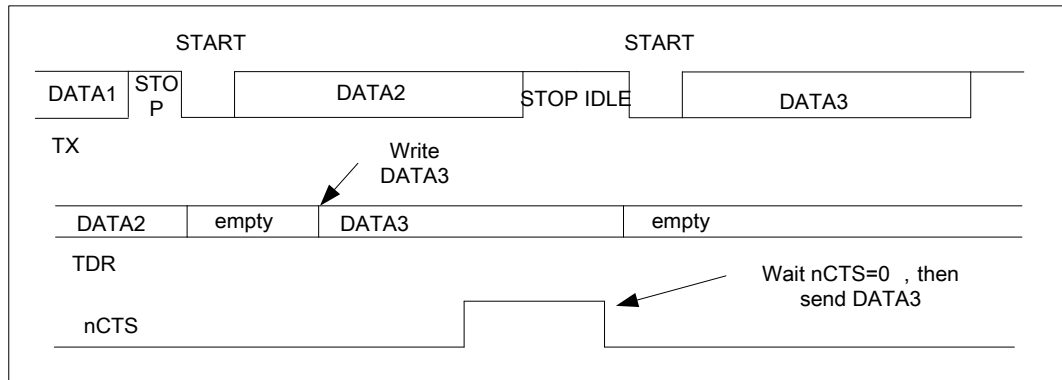 START START
DATA1 STO
P DATA2 STOP IDLE DATA3
TX
Write
DATA3
DATA2 empty DATA3 empty
TDR
Wait nCTS=0 , then
send DATA3
nCTS